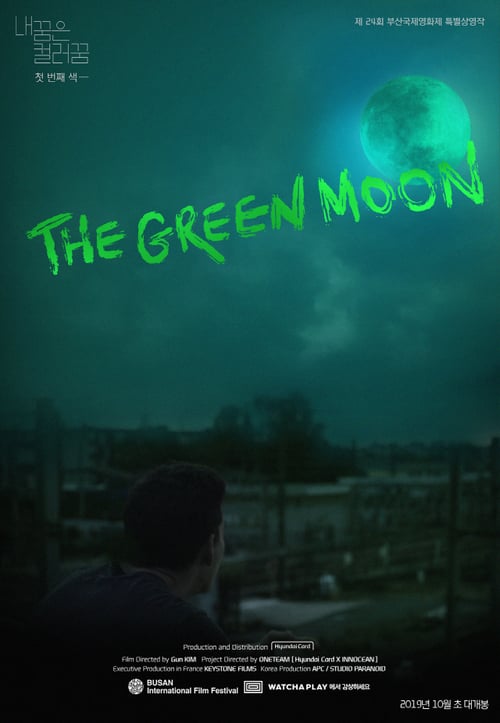 내꿈은
컬러꿈
첫 번째 색—
제 24회 부산국제영화제 특별상영작
THE GREEN MOON
Production and Distribution HyundaiCard
Film Directed by Gun KIM Project Directed by ONETEAM [ Hyundai Card X INNOCEAN ]
Executive Production in France KEYSTONE FILMS Korea Production APC / STUDIO PARANOID
BUSAN
International Film Festival
WATCHA PLAY 에서 감상하세요
2019년 10월 초 대개봉